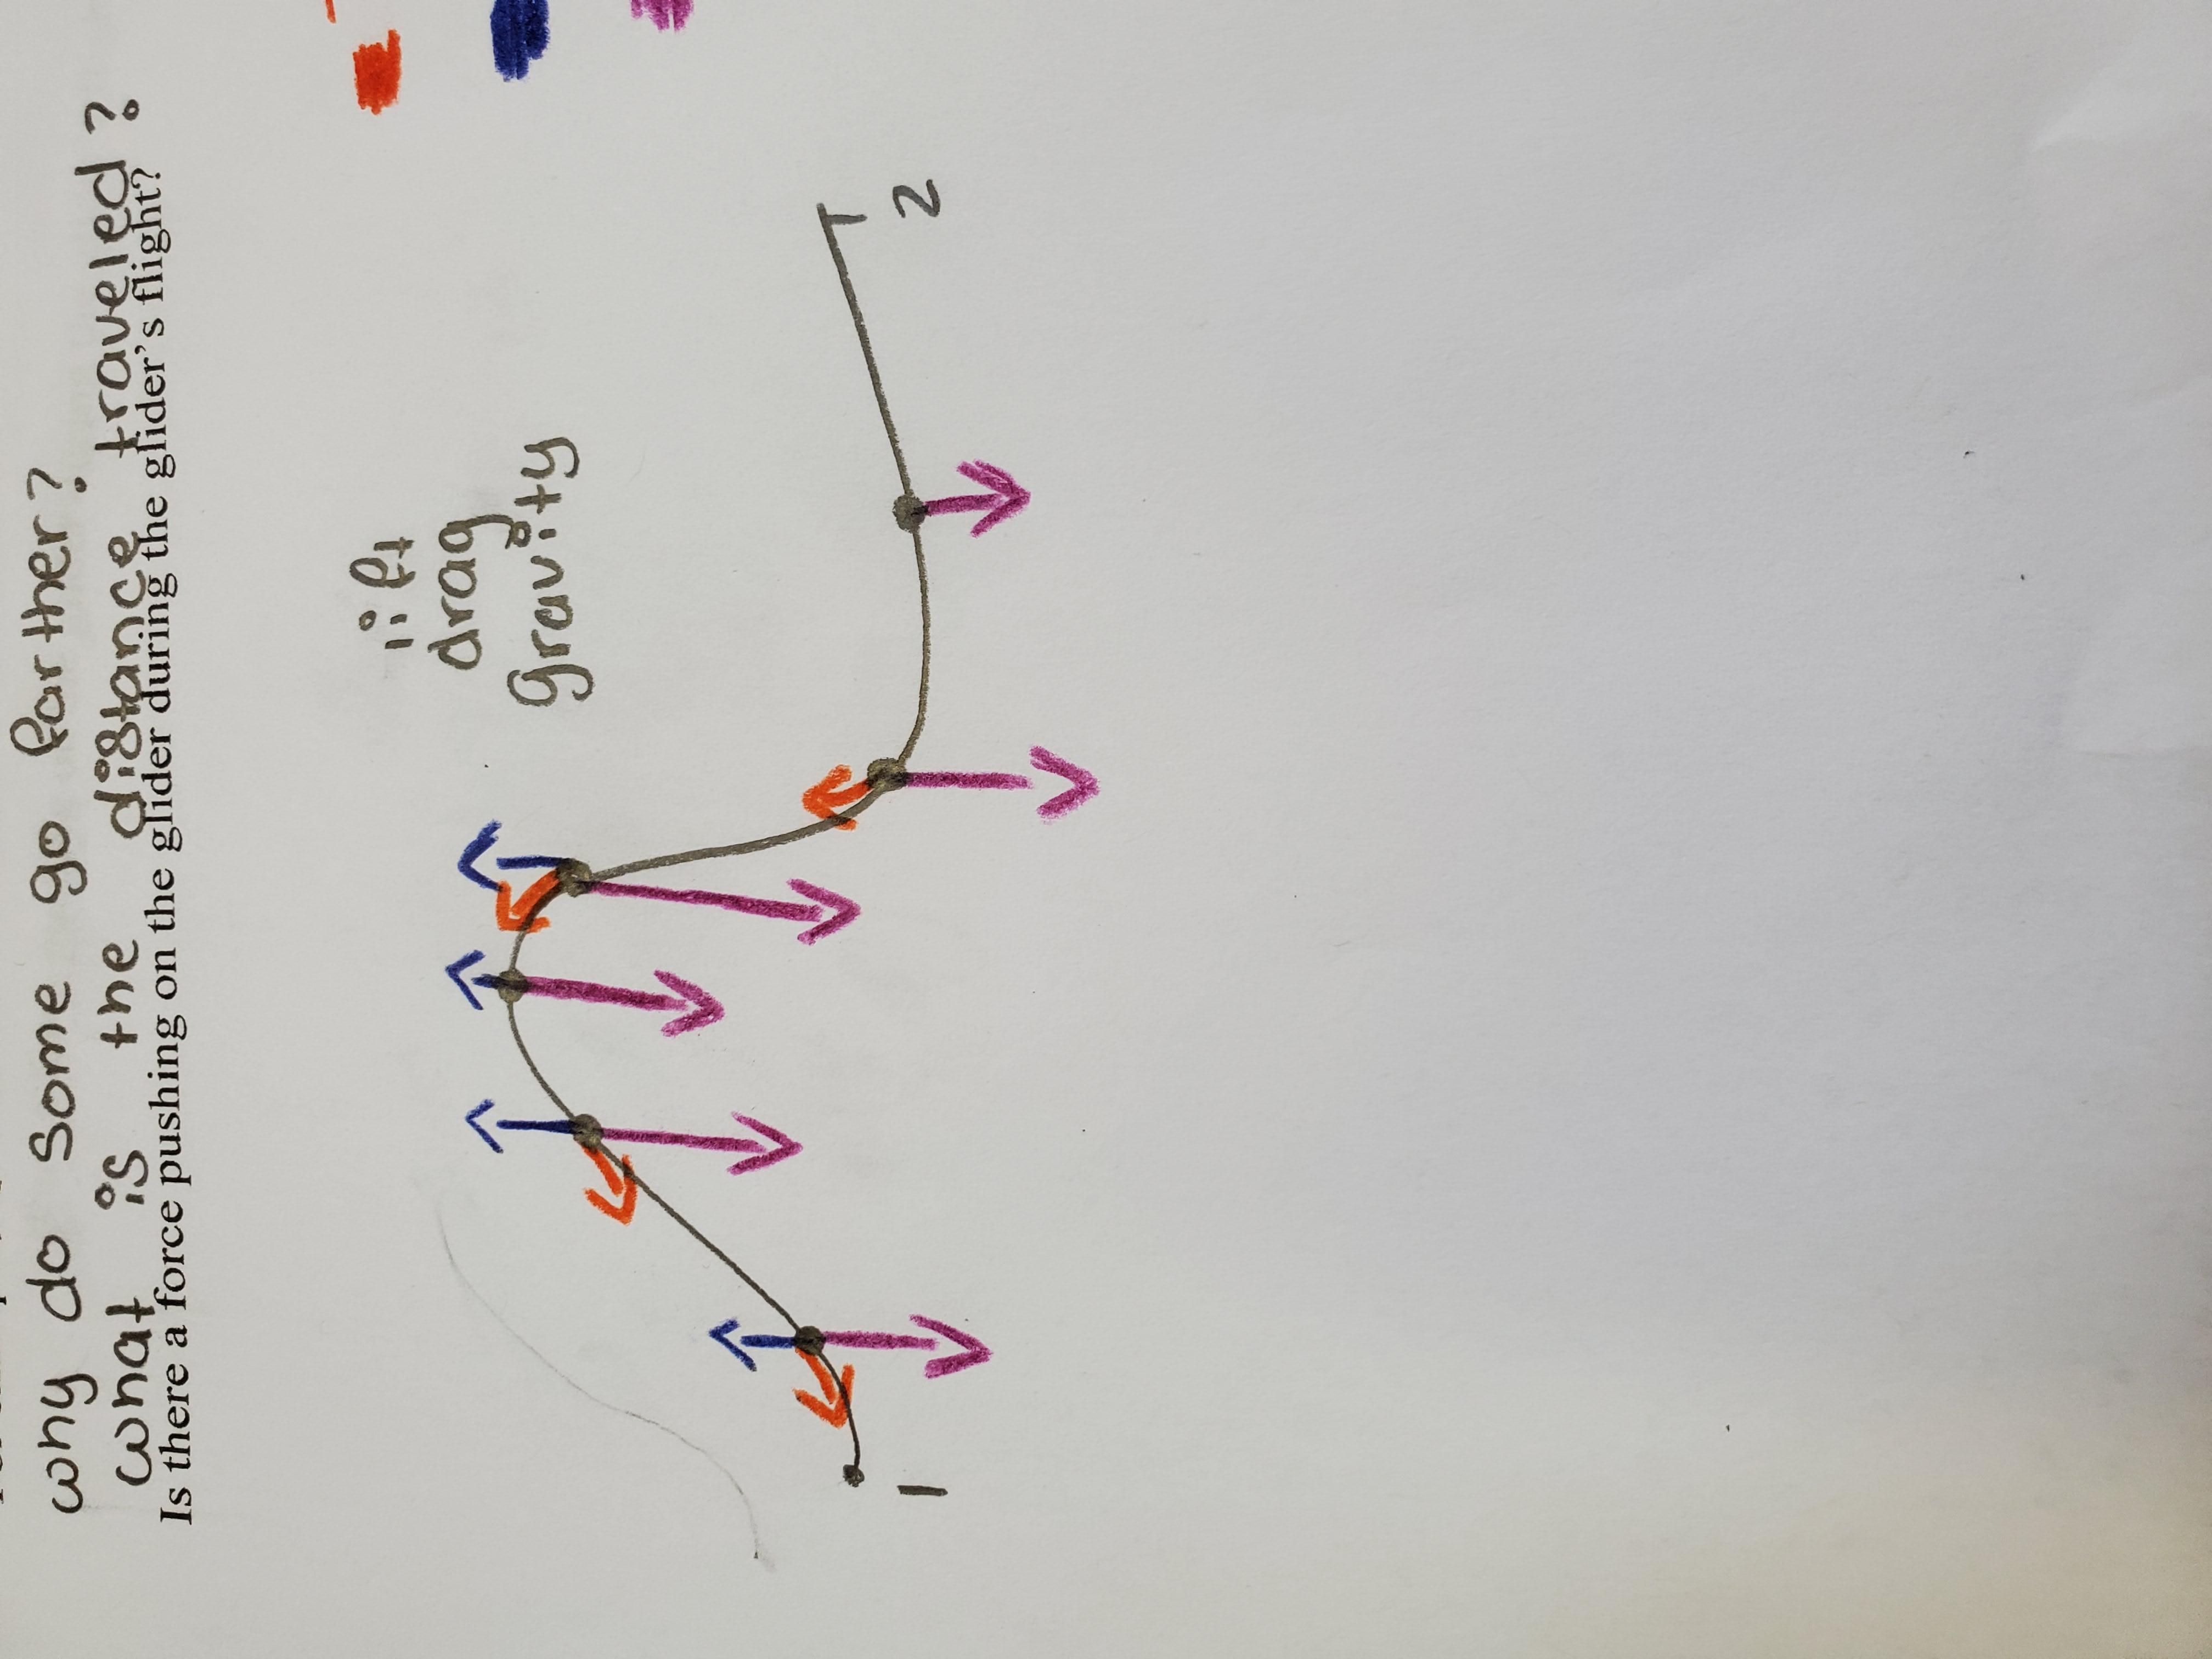 why do some go farther?
what is the distance traveled?
Is there a force pushing on the glider during the glider's flight?
lift
drag
gravity
1
2